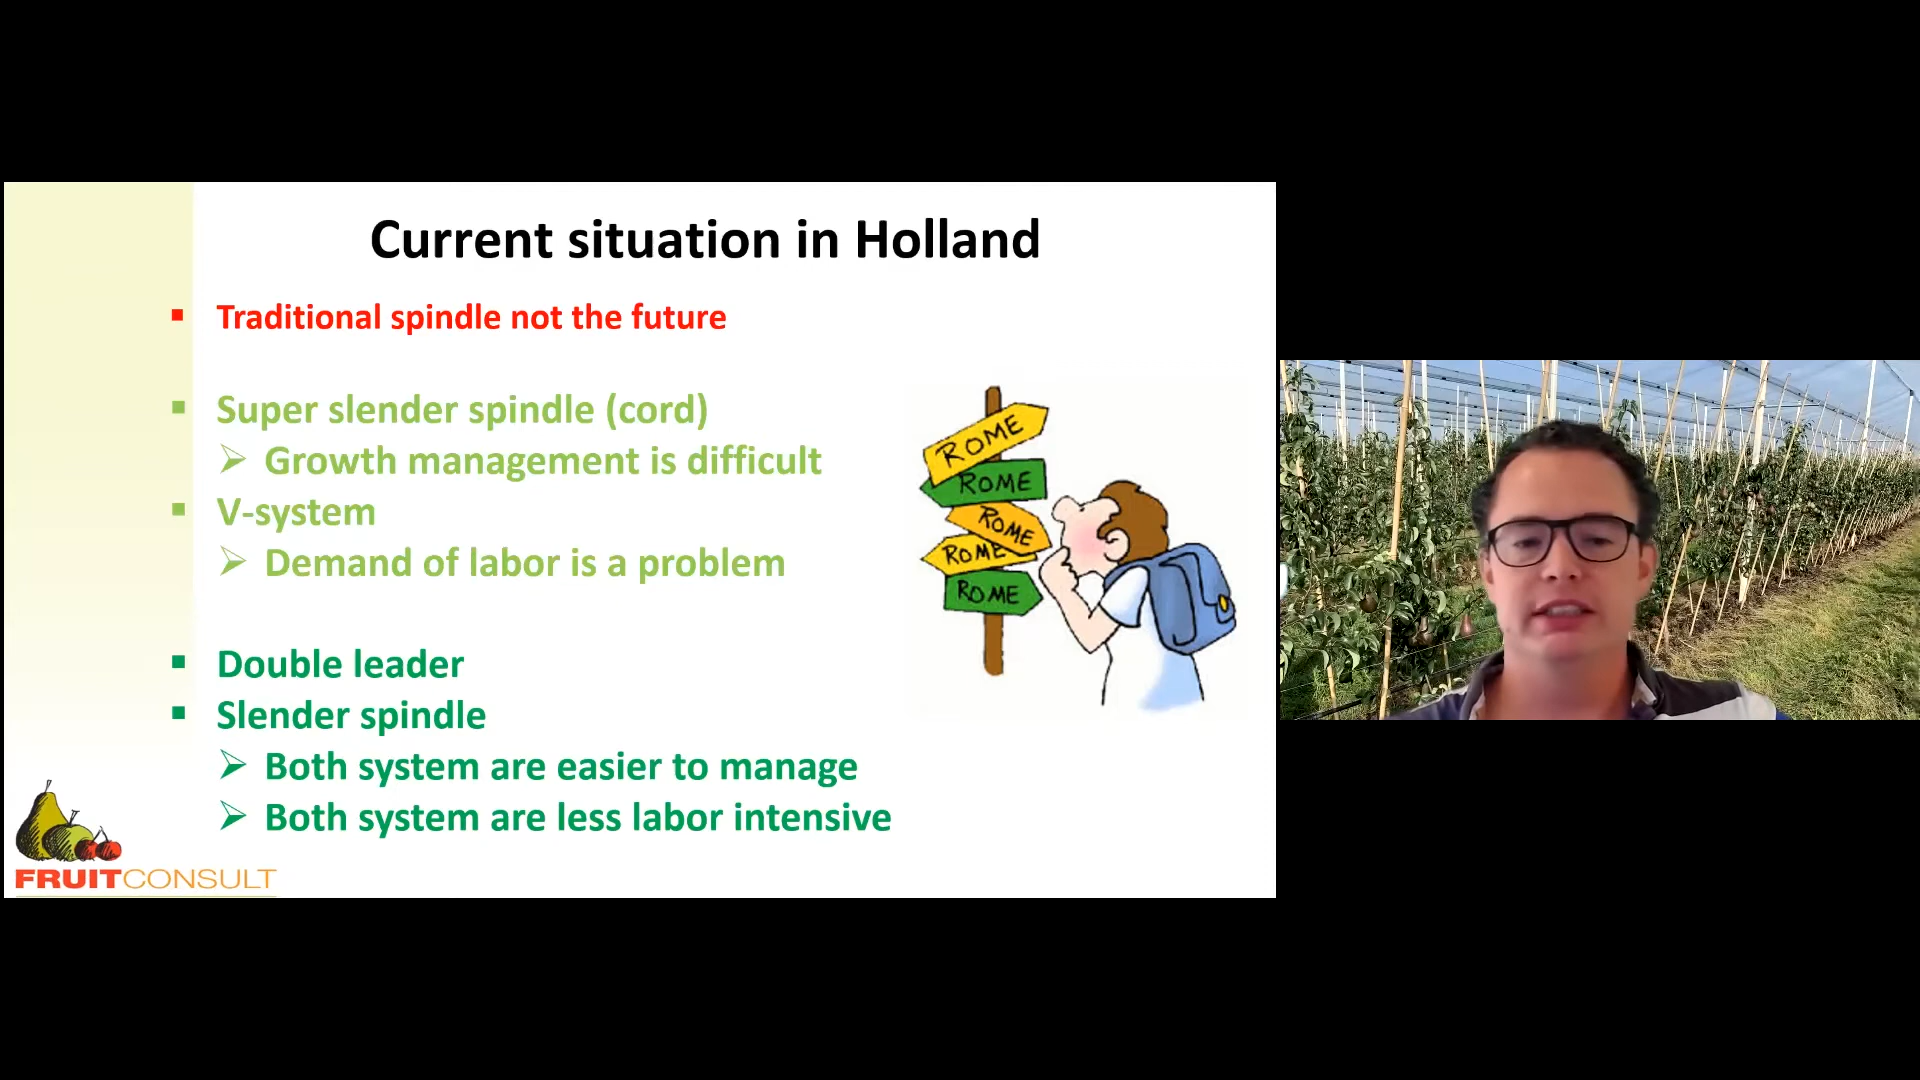 Current situation in Holland
Traditional spindle not the future
Super slender spindle (cord)
Growth management is difficult
V-system
Demand of labor is a problem
Double leader
Slender spindle
Both system are easier to manage
Both system are less labor intensive
ROME
ROME
ROME
ROME
ROME
FRUITCONSULT